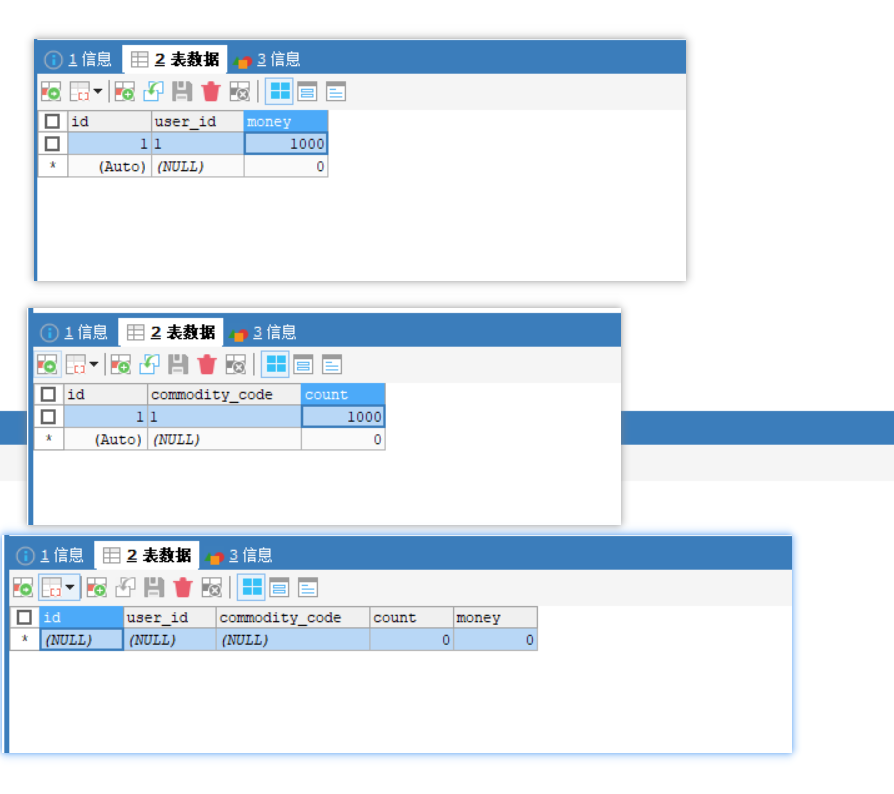 1 信息 2 表数据 3 信息
id user_id money
1 1 1000
* (Auto) (NULL) 0
1 信息 2 表数据 3 信息
id commodity_code count
1 1 1000
* (Auto) (NULL) 0
1 信息 2 表数据 3 信息
id user_id commodity_code count money
* (NULL) (NULL) (NULL) 0 0